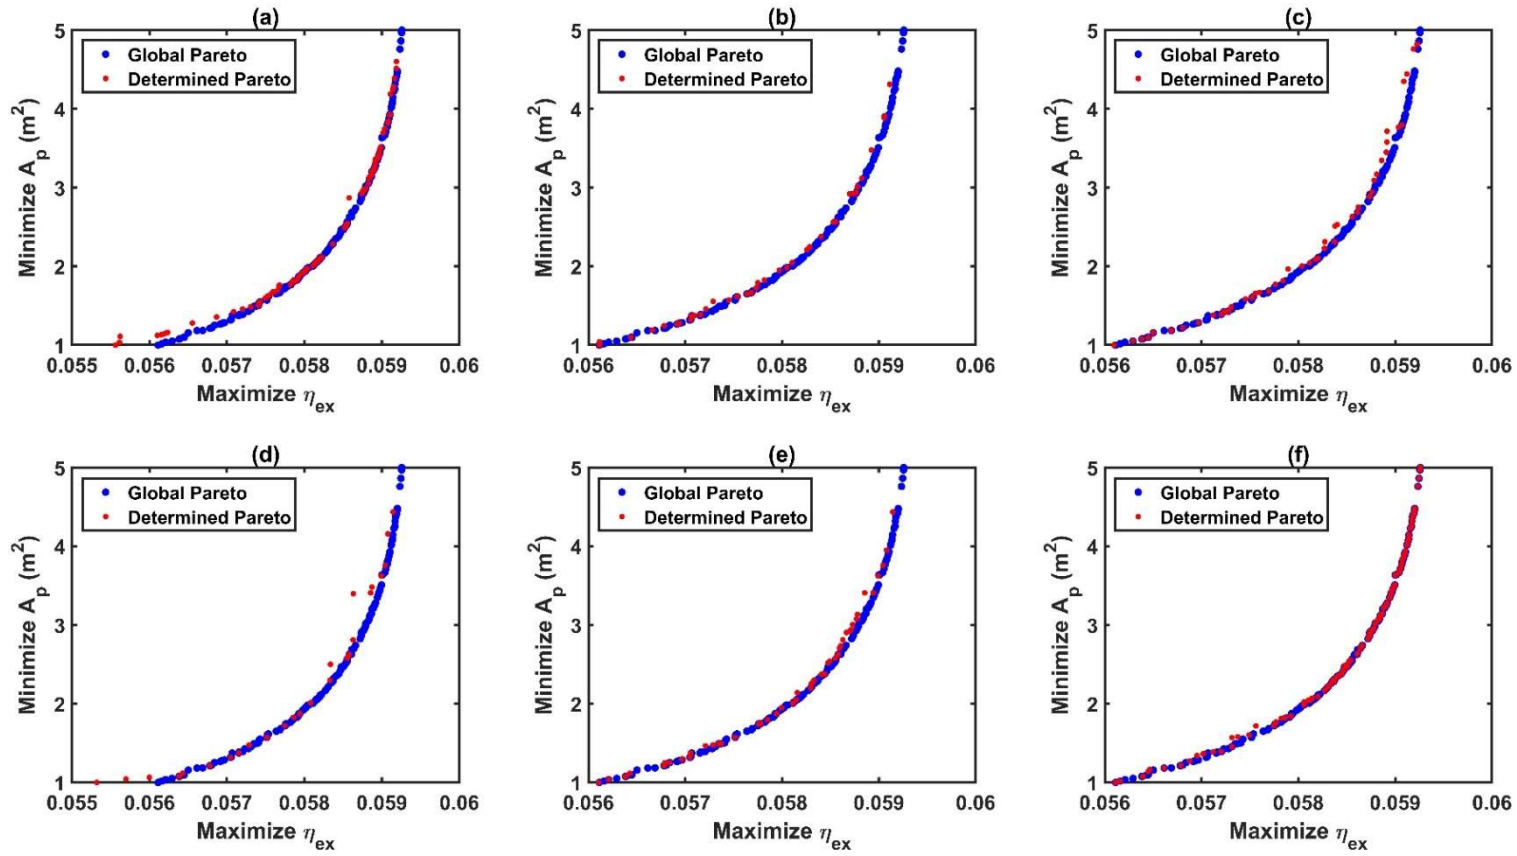 (a)
5
4
3
2
1
Minimize A_p (m²)
Global Pareto
Determined Pareto
0.055 0.056 0.057 0.058 0.059 0.06
Maximize η_ex
(b)
5
4
3
2
1
Minimize A_p (m²)
Global Pareto
Determined Pareto
0.056 0.057 0.058 0.059 0.06
Maximize η_ex
(c)
5
4
3
2
1
Minimize A_p (m²)
Global Pareto
Determined Pareto
0.056 0.057 0.058 0.059 0.06
Maximize η_ex
(d)
5
4
3
2
1
Minimize A_p (m²)
Global Pareto
Determined Pareto
0.055 0.056 0.057 0.058 0.059 0.06
Maximize η_ex
(e)
5
4
3
2
1
Minimize A_p (m²)
Global Pareto
Determined Pareto
0.056 0.057 0.058 0.059 0.06
Maximize η_ex
(f)
5
4
3
2
1
Minimize A_p (m²)
Global Pareto
Determined Pareto
0.056 0.057 0.058 0.059 0.06
Maximize η_ex